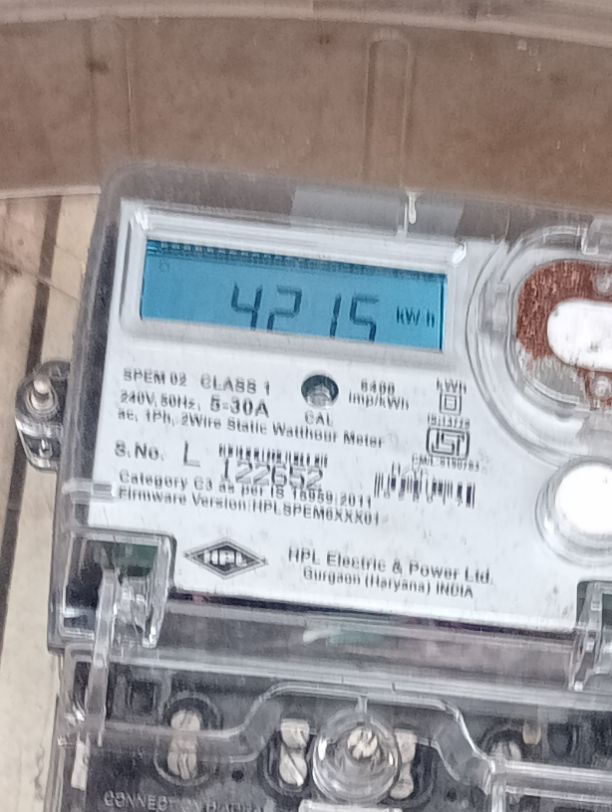 4215 kWh
SPEM 02 CLASS 1
240V, 50Hz, 5-30A
ac, 1Ph, 2Wire Static Watthour Meter
CAL
6400
imp/kWh
kWh
IS:13779
S.No. L 122652
Category C3 as per IS 15959:2011
Firmware Version:HPLSPEM6XXX01
HPL
HPL Electric & Power Ltd.
Gurgaon (Haryana) INDIA